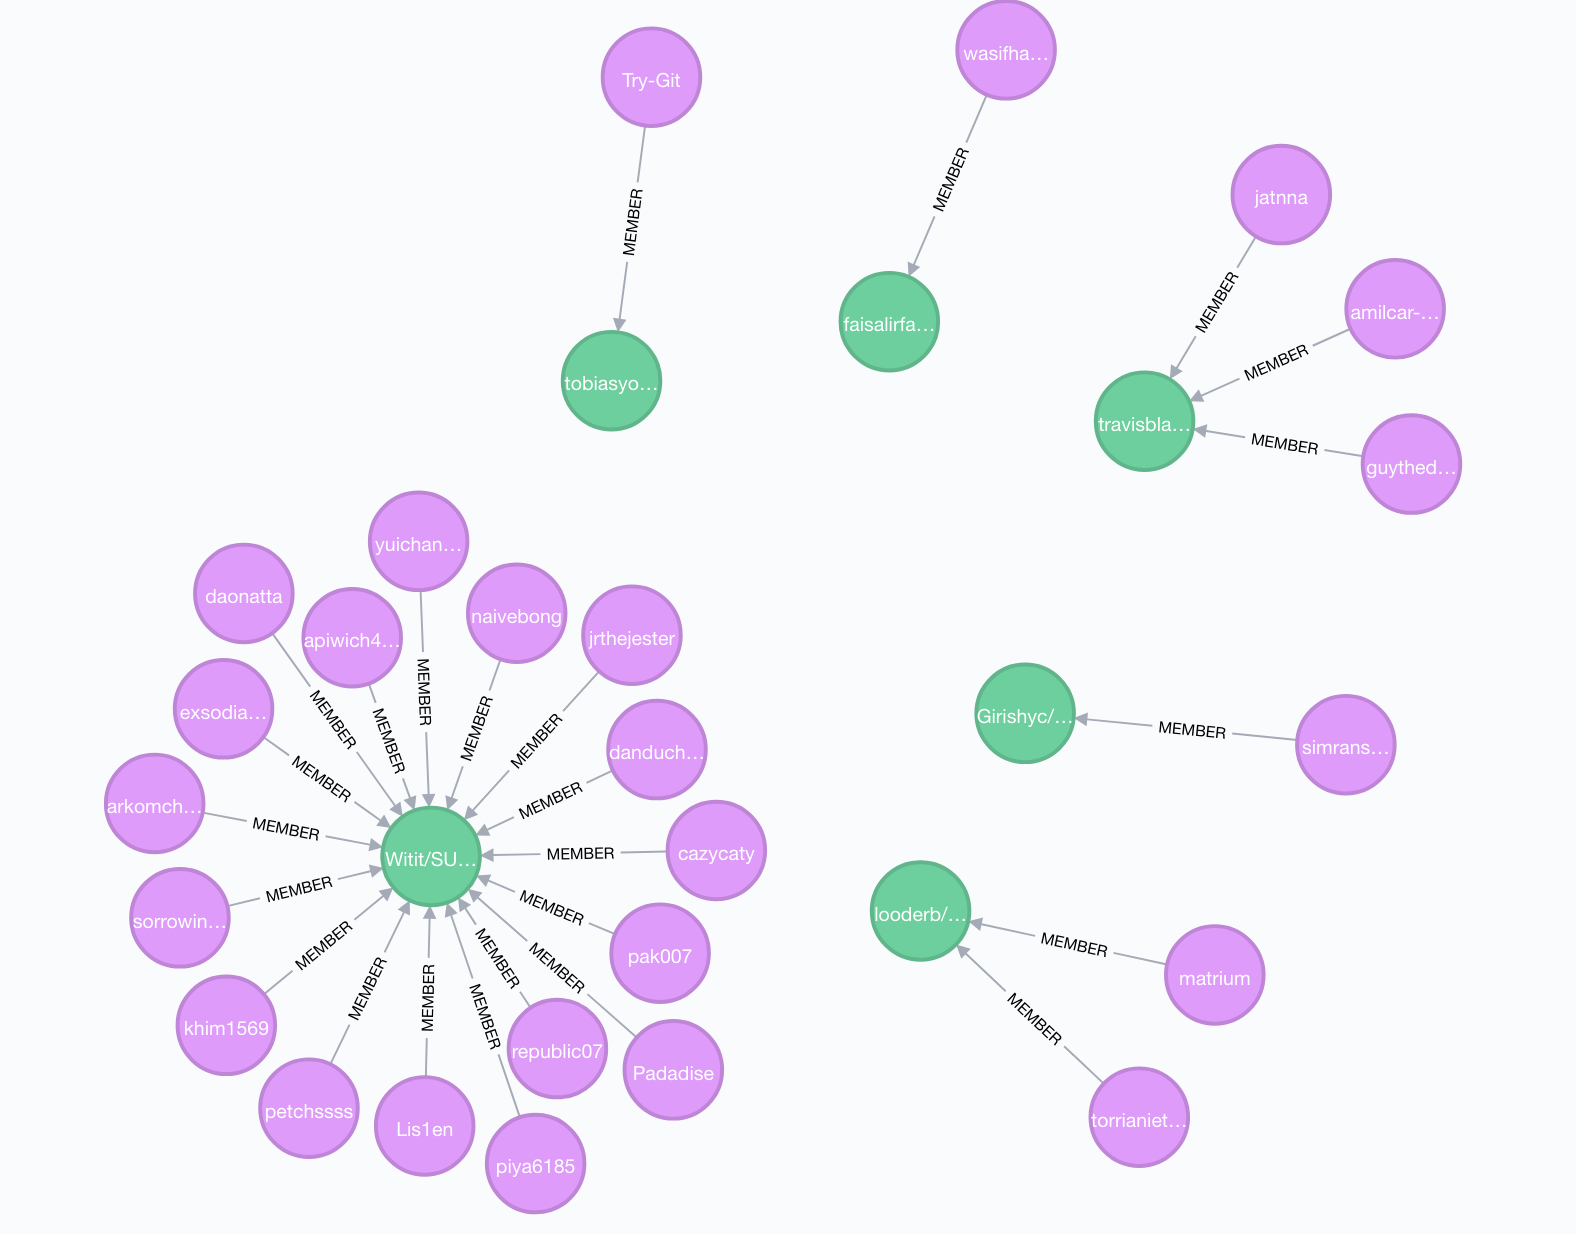 Try-Git
wasifha…
MEMBER
MEMBER
jatnna
MEMBER
amilcar-…
faisalirfa…
MEMBER
tobiasyo…
travisbla…
MEMBER
guythed…
yuichan…
daonatta
apiwich4…
naivebong
jrthejester
MEMBER
MEMBER
MEMBER
MEMBER
MEMBER
exsodia…
MEMBER
danduch…
MEMBER
arkomch…
MEMBER
Witit/SU…
MEMBER
cazycaty
sorrowin…
MEMBER
MEMBER
pak007
khim1569
MEMBER
MEMBER
MEMBER
MEMBER
MEMBER
MEMBER
republic07
Padadise
petchssss
Lis1en
piya6185
Girishyc/…
MEMBER
simrans…
looderb/…
MEMBER
matrium
MEMBER
torrianiet…